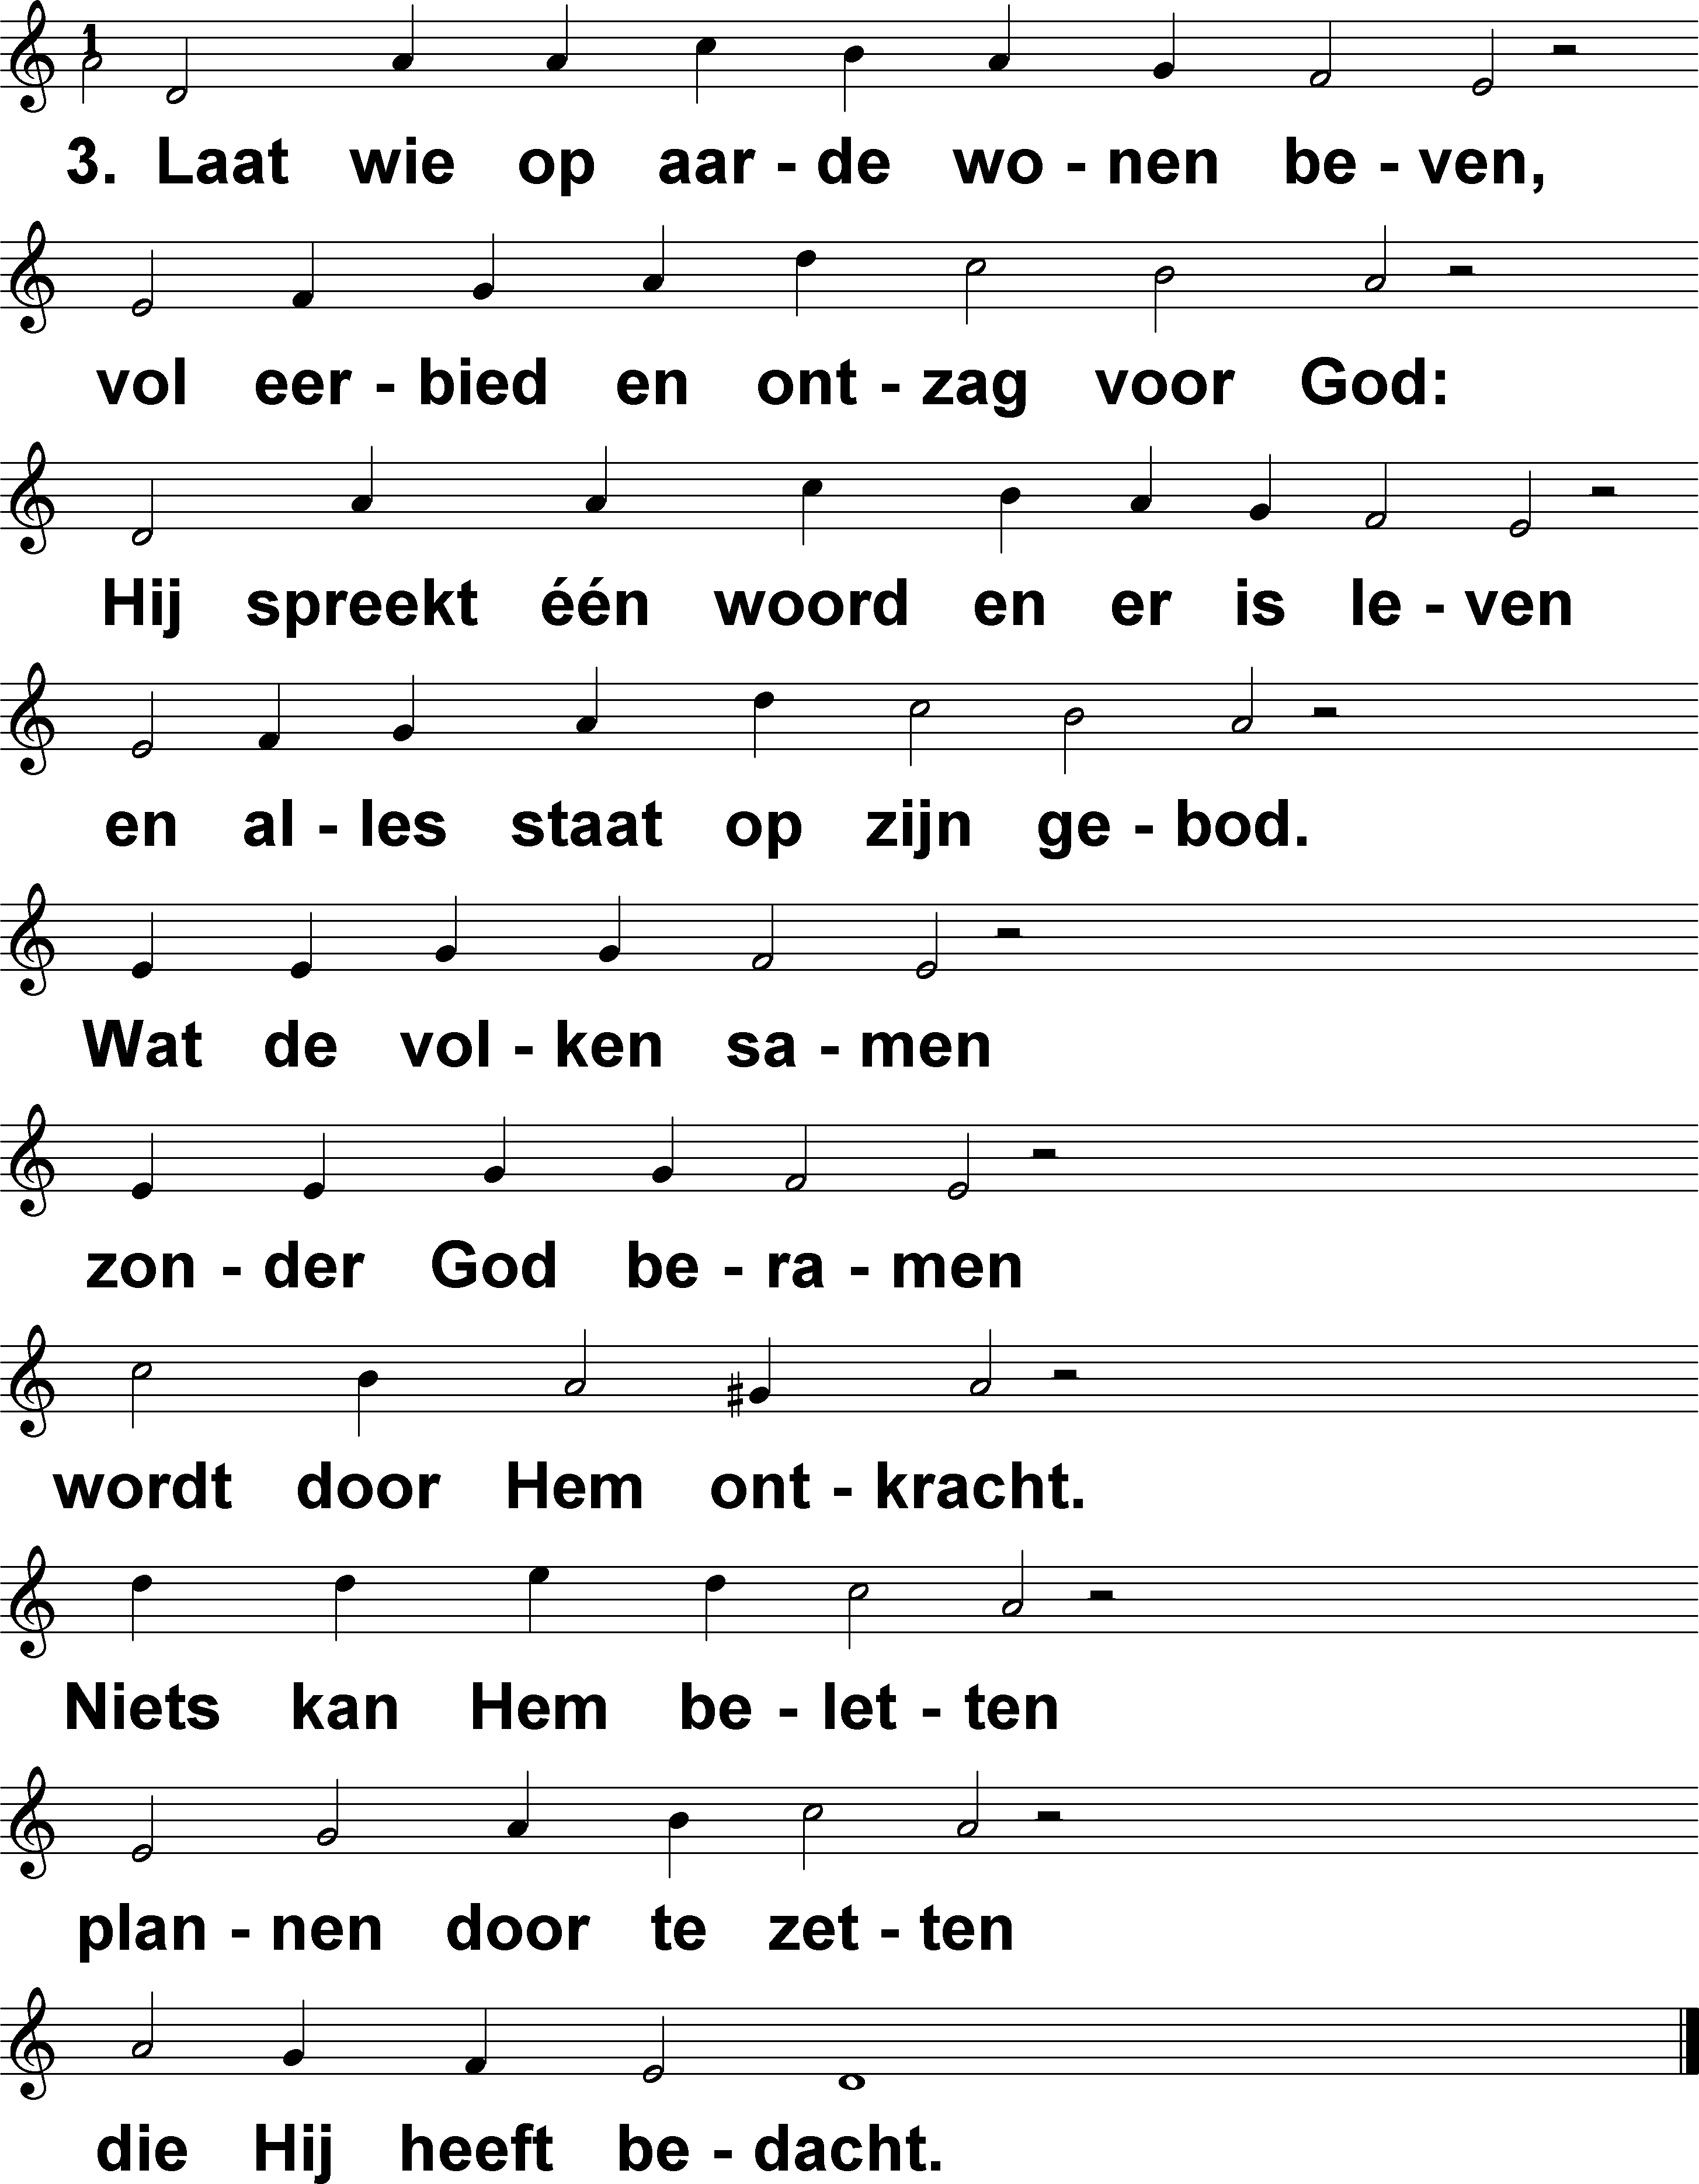 1
3. Laat wie op aar - de wo - nen be - ven,
vol eer - bied en ont - zag voor God:
Hij spreekt één woord en er is le - ven
en al - les staat op zijn ge - bod.
Wat de vol - ken sa - men
zon - der God be - ra - men
wordt door Hem ont - kracht.
Niets kan Hem be - let - ten
plan - nen door te zet - ten
die Hij heeft be - dacht.